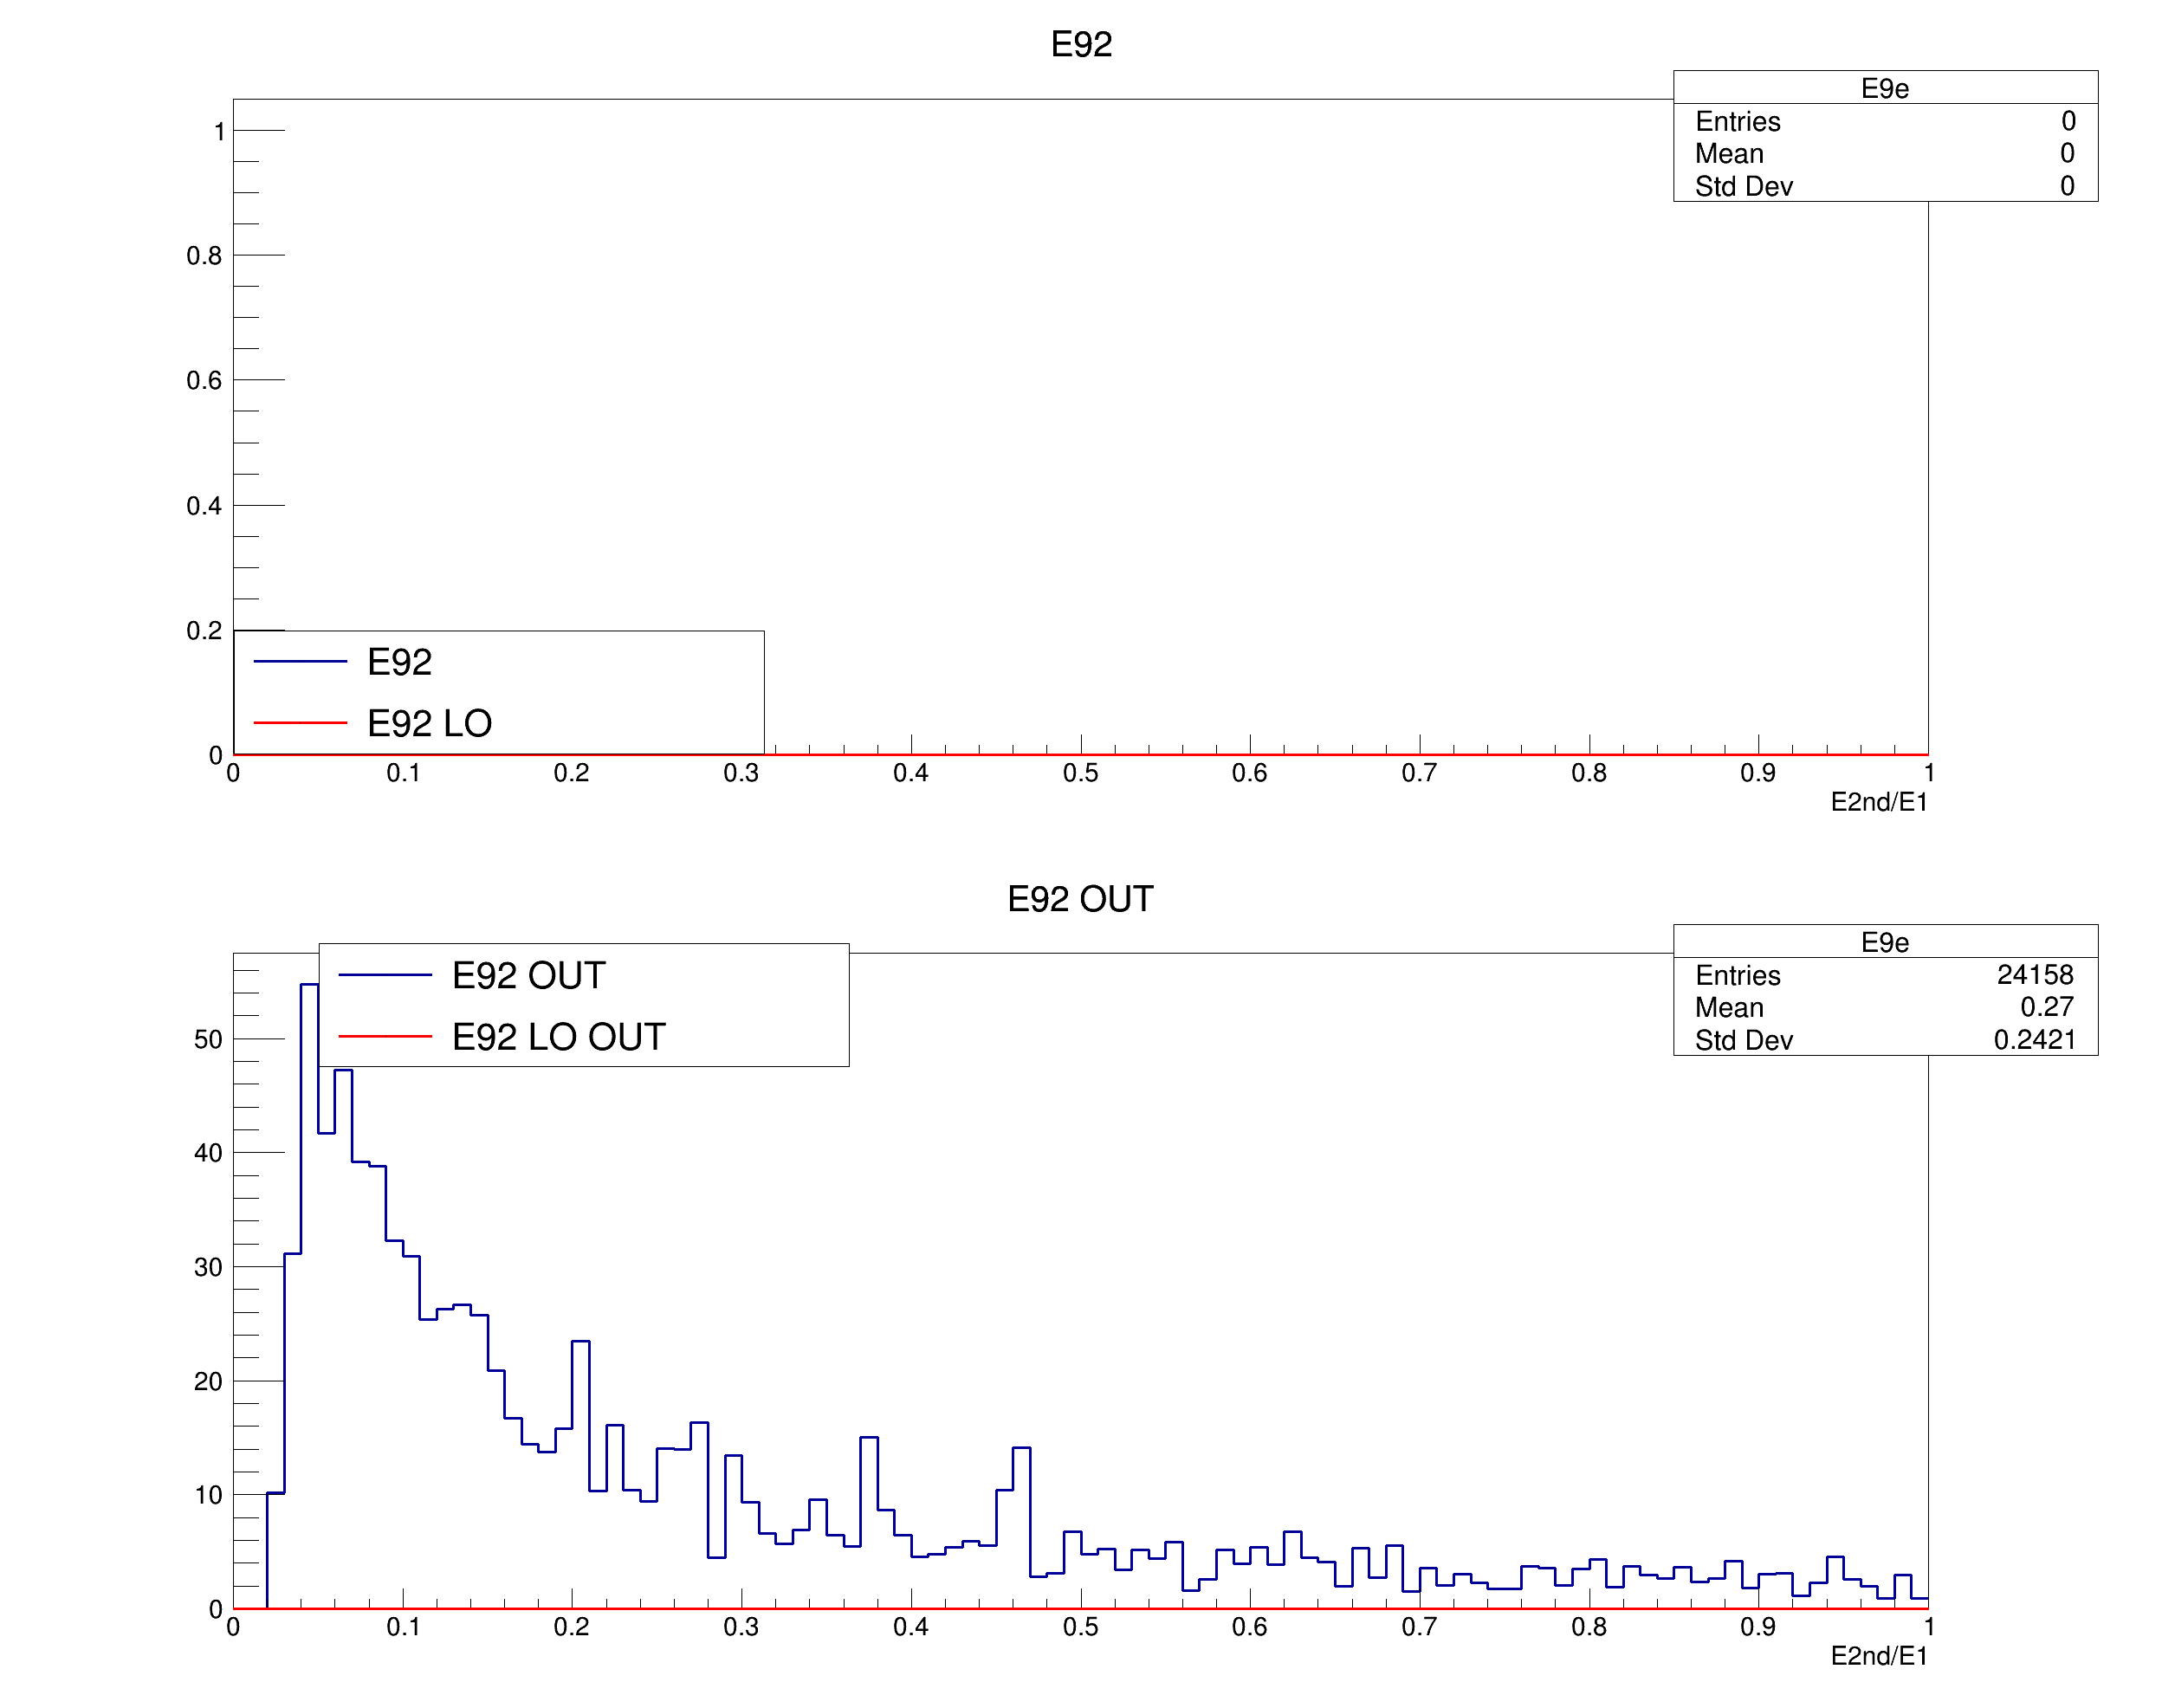 E92
E9e
Entries 0
Mean 0
Std Dev 0
1
0.8
0.6
0.4
0.2
0
E92
E92 LO
0 0.1 0.2 0.3 0.4 0.5 0.6 0.7 0.8 0.9 1
E2nd/E1
E92 OUT
E9e
Entries 24158
Mean 0.27
Std Dev 0.2421
E92 OUT
E92 LO OUT
50
40
30
20
10
0
0 0.1 0.2 0.3 0.4 0.5 0.6 0.7 0.8 0.9 1
E2nd/E1